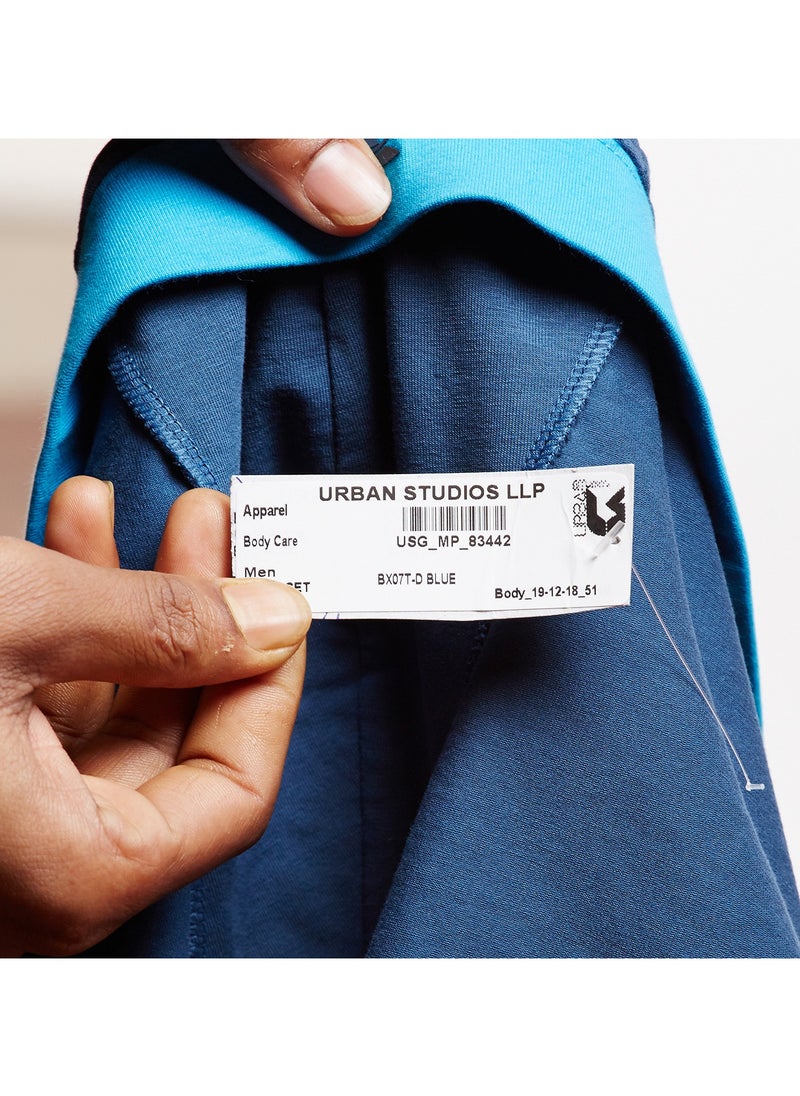 URBAN STUDIOS LLP
Apparel
Body Care USG_MP_83442
Men BX07T-D BLUE
Body_19-12-18_51